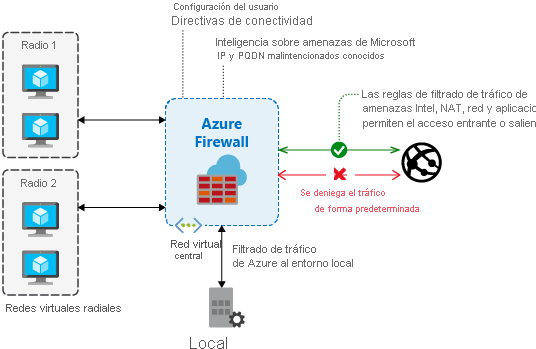 Configuración del usuario
Directivas de conectividad
Inteligencia sobre amenazas de Microsoft
IP y PQDN malintencionados conocidos
Radio 1
Azure
Firewall
Las reglas de filtrado de tráfico de
amenazas Intel, NAT, red y aplicacio
permiten el acceso entrante o salien
Se deniega el tráfico
de forma predeterminada
Radio 2
Red virtual
central
Filtrado de tráfico
de Azure al entorno local
Redes virtuales radiales
Local